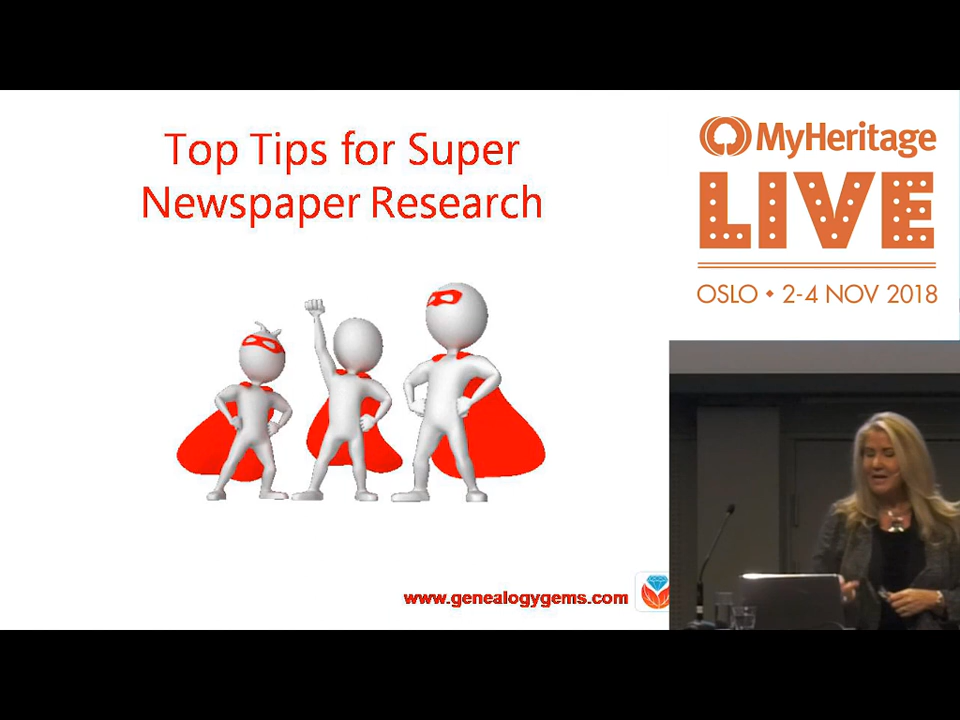 Top Tips for Super
Newspaper Research
www.genealogygems.com
MyHeritage
LIVE
OSLO • 2-4 NOV 2018